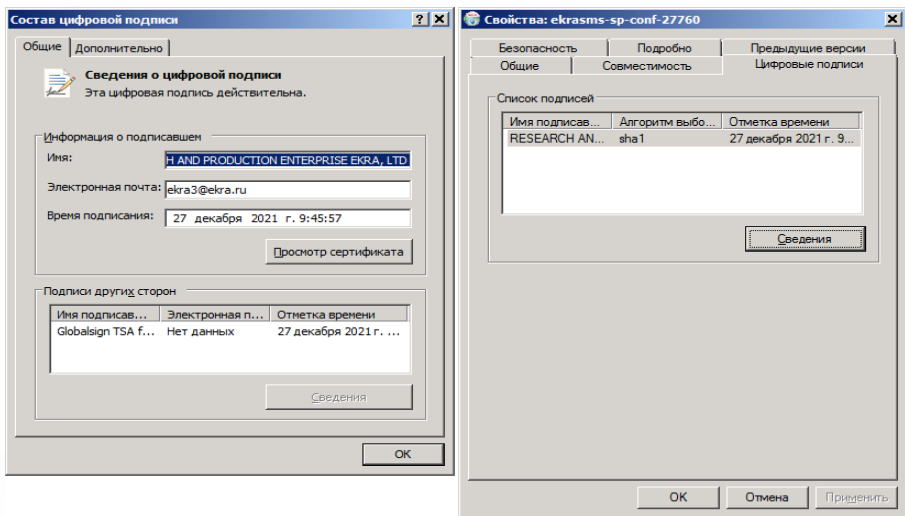 Состав цифровой подписи
Общие
Дополнительно
Сведения о цифровой подписи
Эта цифровая подпись действительна.
Информация о подписавшем
Имя:
H AND PRODUCTION ENTERPRISE EKRA, LTD
Электронная почта:
ekra3@ekra.ru
Время подписания:
27 декабря 2021 г. 9:45:57
Просмотр сертификата
Подписи других сторон
Имя подписав... Электронная п... Отметка времени
Globalsign TSA f... Нет данных 27 декабря 2021 г. ...
Сведения
OK
Свойства: ekrasms-sp-conf-27760
Безопасность
Подробно
Предыдущие версии
Общие
Совместимость
Цифровые подписи
Список подписей
Имя подписав... Алгоритм выбо... Отметка времени
RESEARCH AN... sha1 27 декабря 2021 г. 9...
Сведения
OK
Отмена
Применить